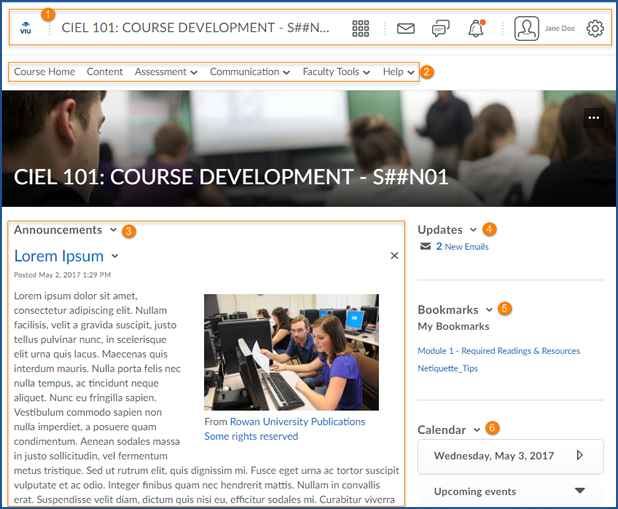 1
VIU
CIEL 101: COURSE DEVELOPMENT - S##N...
Jane Doe
Course Home Content Assessment Communication Faculty Tools Help 2
CIEL 101: COURSE DEVELOPMENT - S##N01
Announcements 3
Lorem Ipsum
Posted May 2, 2017 1:29 PM
Lorem ipsum dolor sit amet,
consectetur adipiscing elit. Nullam
facilisis, velit a gravida suscipit, justo
tellus pulvinar nunc, in scelerisque
elit urna quis lacus. Maecenas quis
interdum mauris. Nulla porta felis nec
nulla tempus, ac tincidunt neque
aliquet. Nunc eu fringilla sapien.
Vestibulum commodo sapien non
nulla imperdiet, a posuere quam
condimentum. Aenean sodales massa
in justo sollicitudin, vel fermentum
metus tristique. Sed ut rutrum elit, quis dignissim mi. Fusce eget urna ac tortor suscipit
vulputate et ac odio. Integer finibus quam nec hendrerit mattis. Nullam in convallis
erat. Suspendisse velit diam, dictum quis nisi eu, efficitur sodales mi. Curabitur viverra
From Rowan University Publications
Some rights reserved
Updates 4
2 New Emails
Bookmarks 5
My Bookmarks
Module 1 - Required Readings & Resources
Netiquette_Tips
Calendar 6
Wednesday, May 3, 2017
Upcoming events